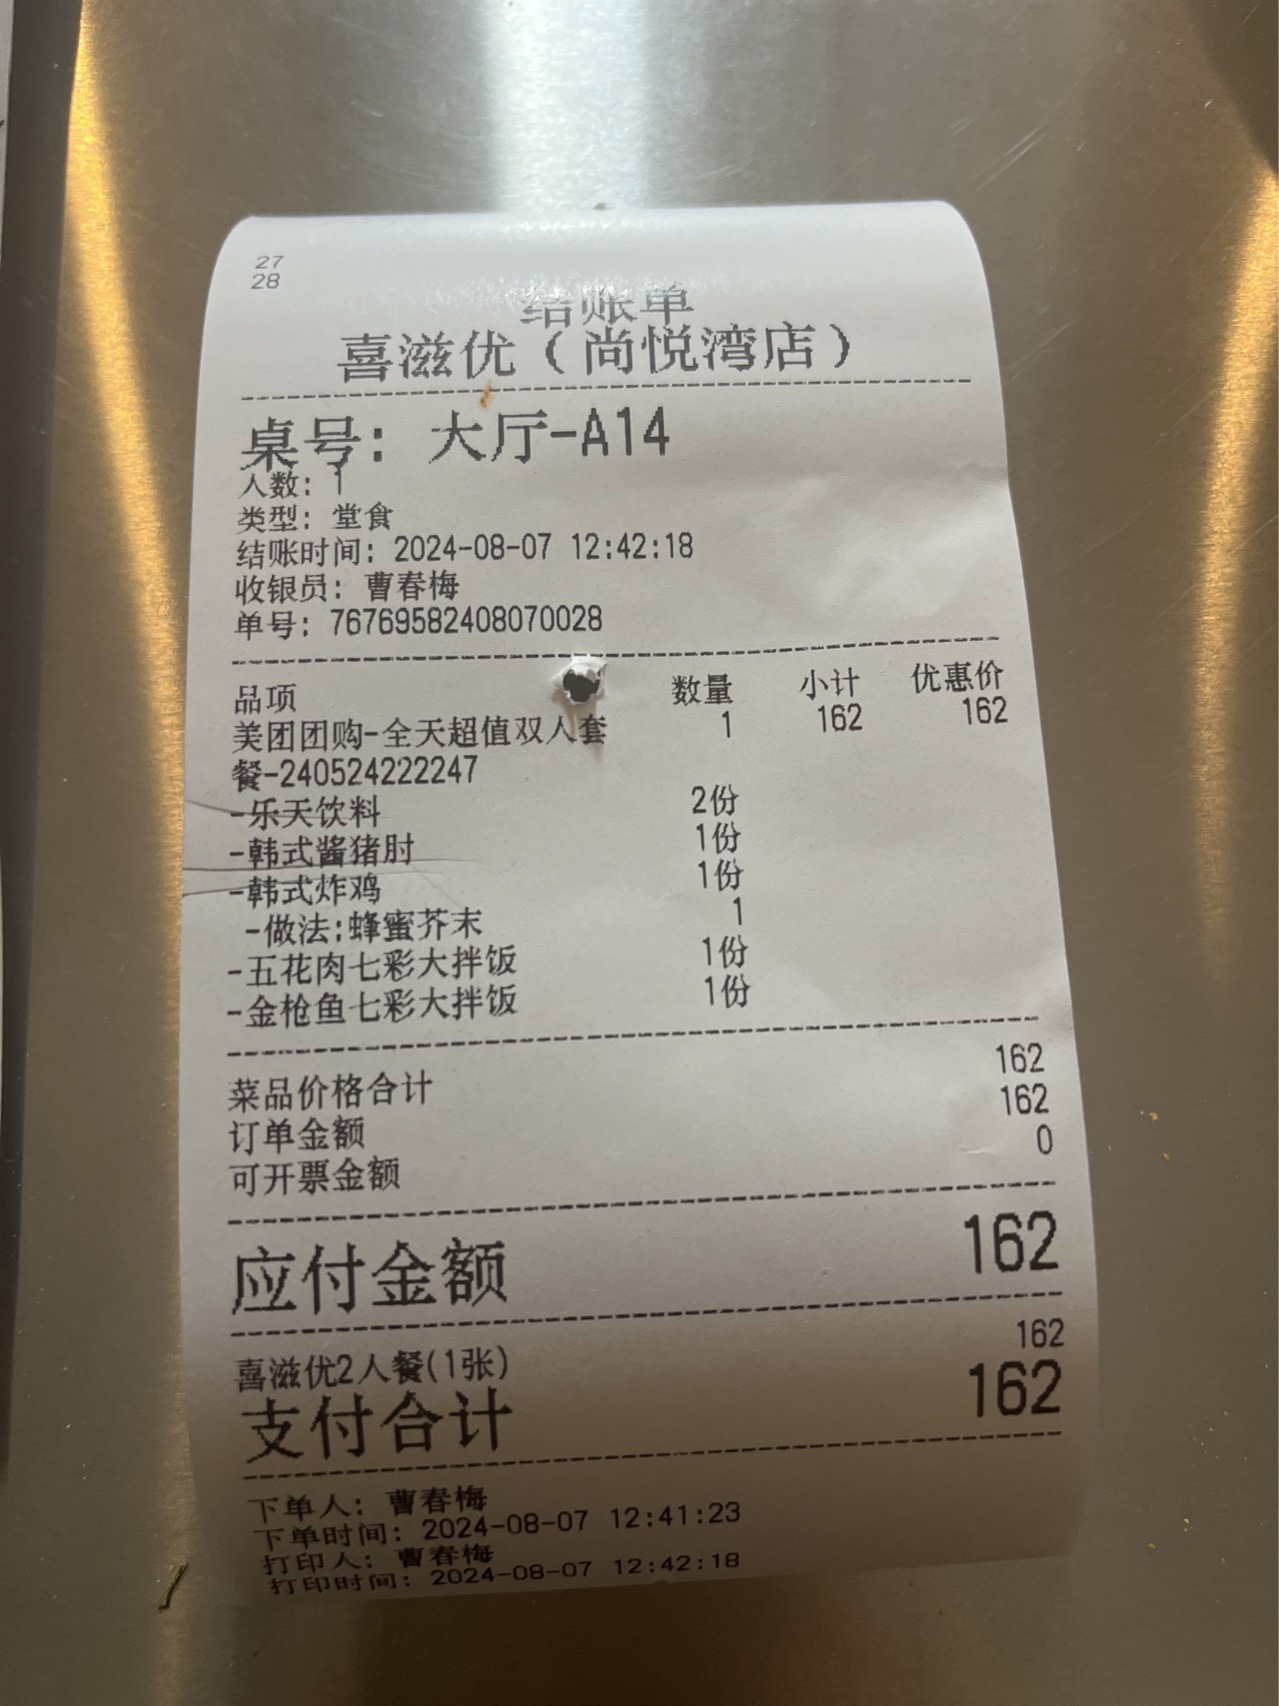 27
28
结账单
喜滋优（尚悦湾店）
桌号: 大厅-A14
人数: 1
类型: 堂食
结账时间: 2024-08-07 12:42:18
收银员: 曹春梅
单号: 76769582408070028
品项 数量 小计 优惠价
美团团购-全天超值双人套 1 162 162
餐-240524222247
-乐天饮料 2份
-韩式酱猪肘 1份
-韩式炸鸡 1份
-做法:蜂蜜芥末 1
-五花肉七彩大拌饭 1份
-金枪鱼七彩大拌饭 1份
菜品价格合计 162
订单金额 162
可开票金额 0
应付金额 162
喜滋优2人餐(1张) 162
支付合计 162
下单人: 曹春梅
下单时间: 2024-08-07 12:41:23
打印人: 曹春梅
打印时间: 2024-08-07 12:42:18